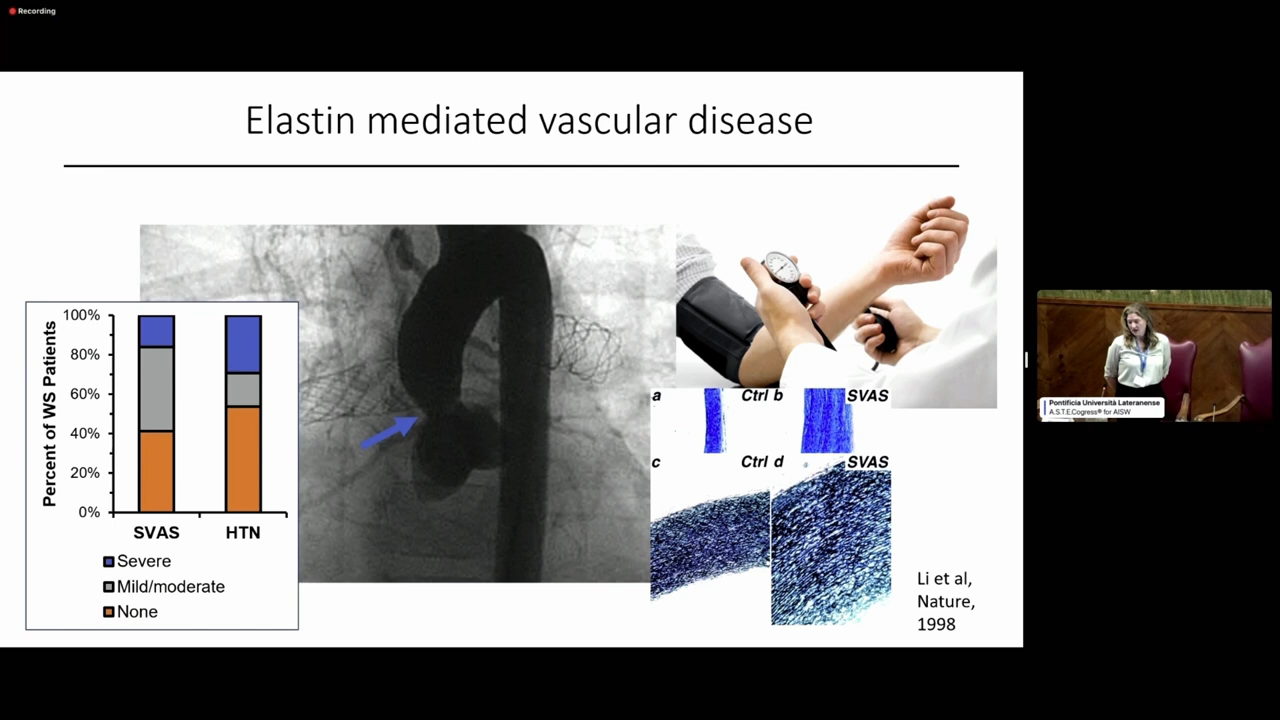 Recording
Elastin mediated vascular disease
Percent of WS Patients
100%
80%
60%
40%
20%
0%
SVAS HTN
Severe
Mild/moderate
None
a Ctrl b SVAS
c Ctrl d SVAS
Li et al,
Nature,
1998
Pontificia Università Lateranense
A.S.T.E.Cogress® for AISW